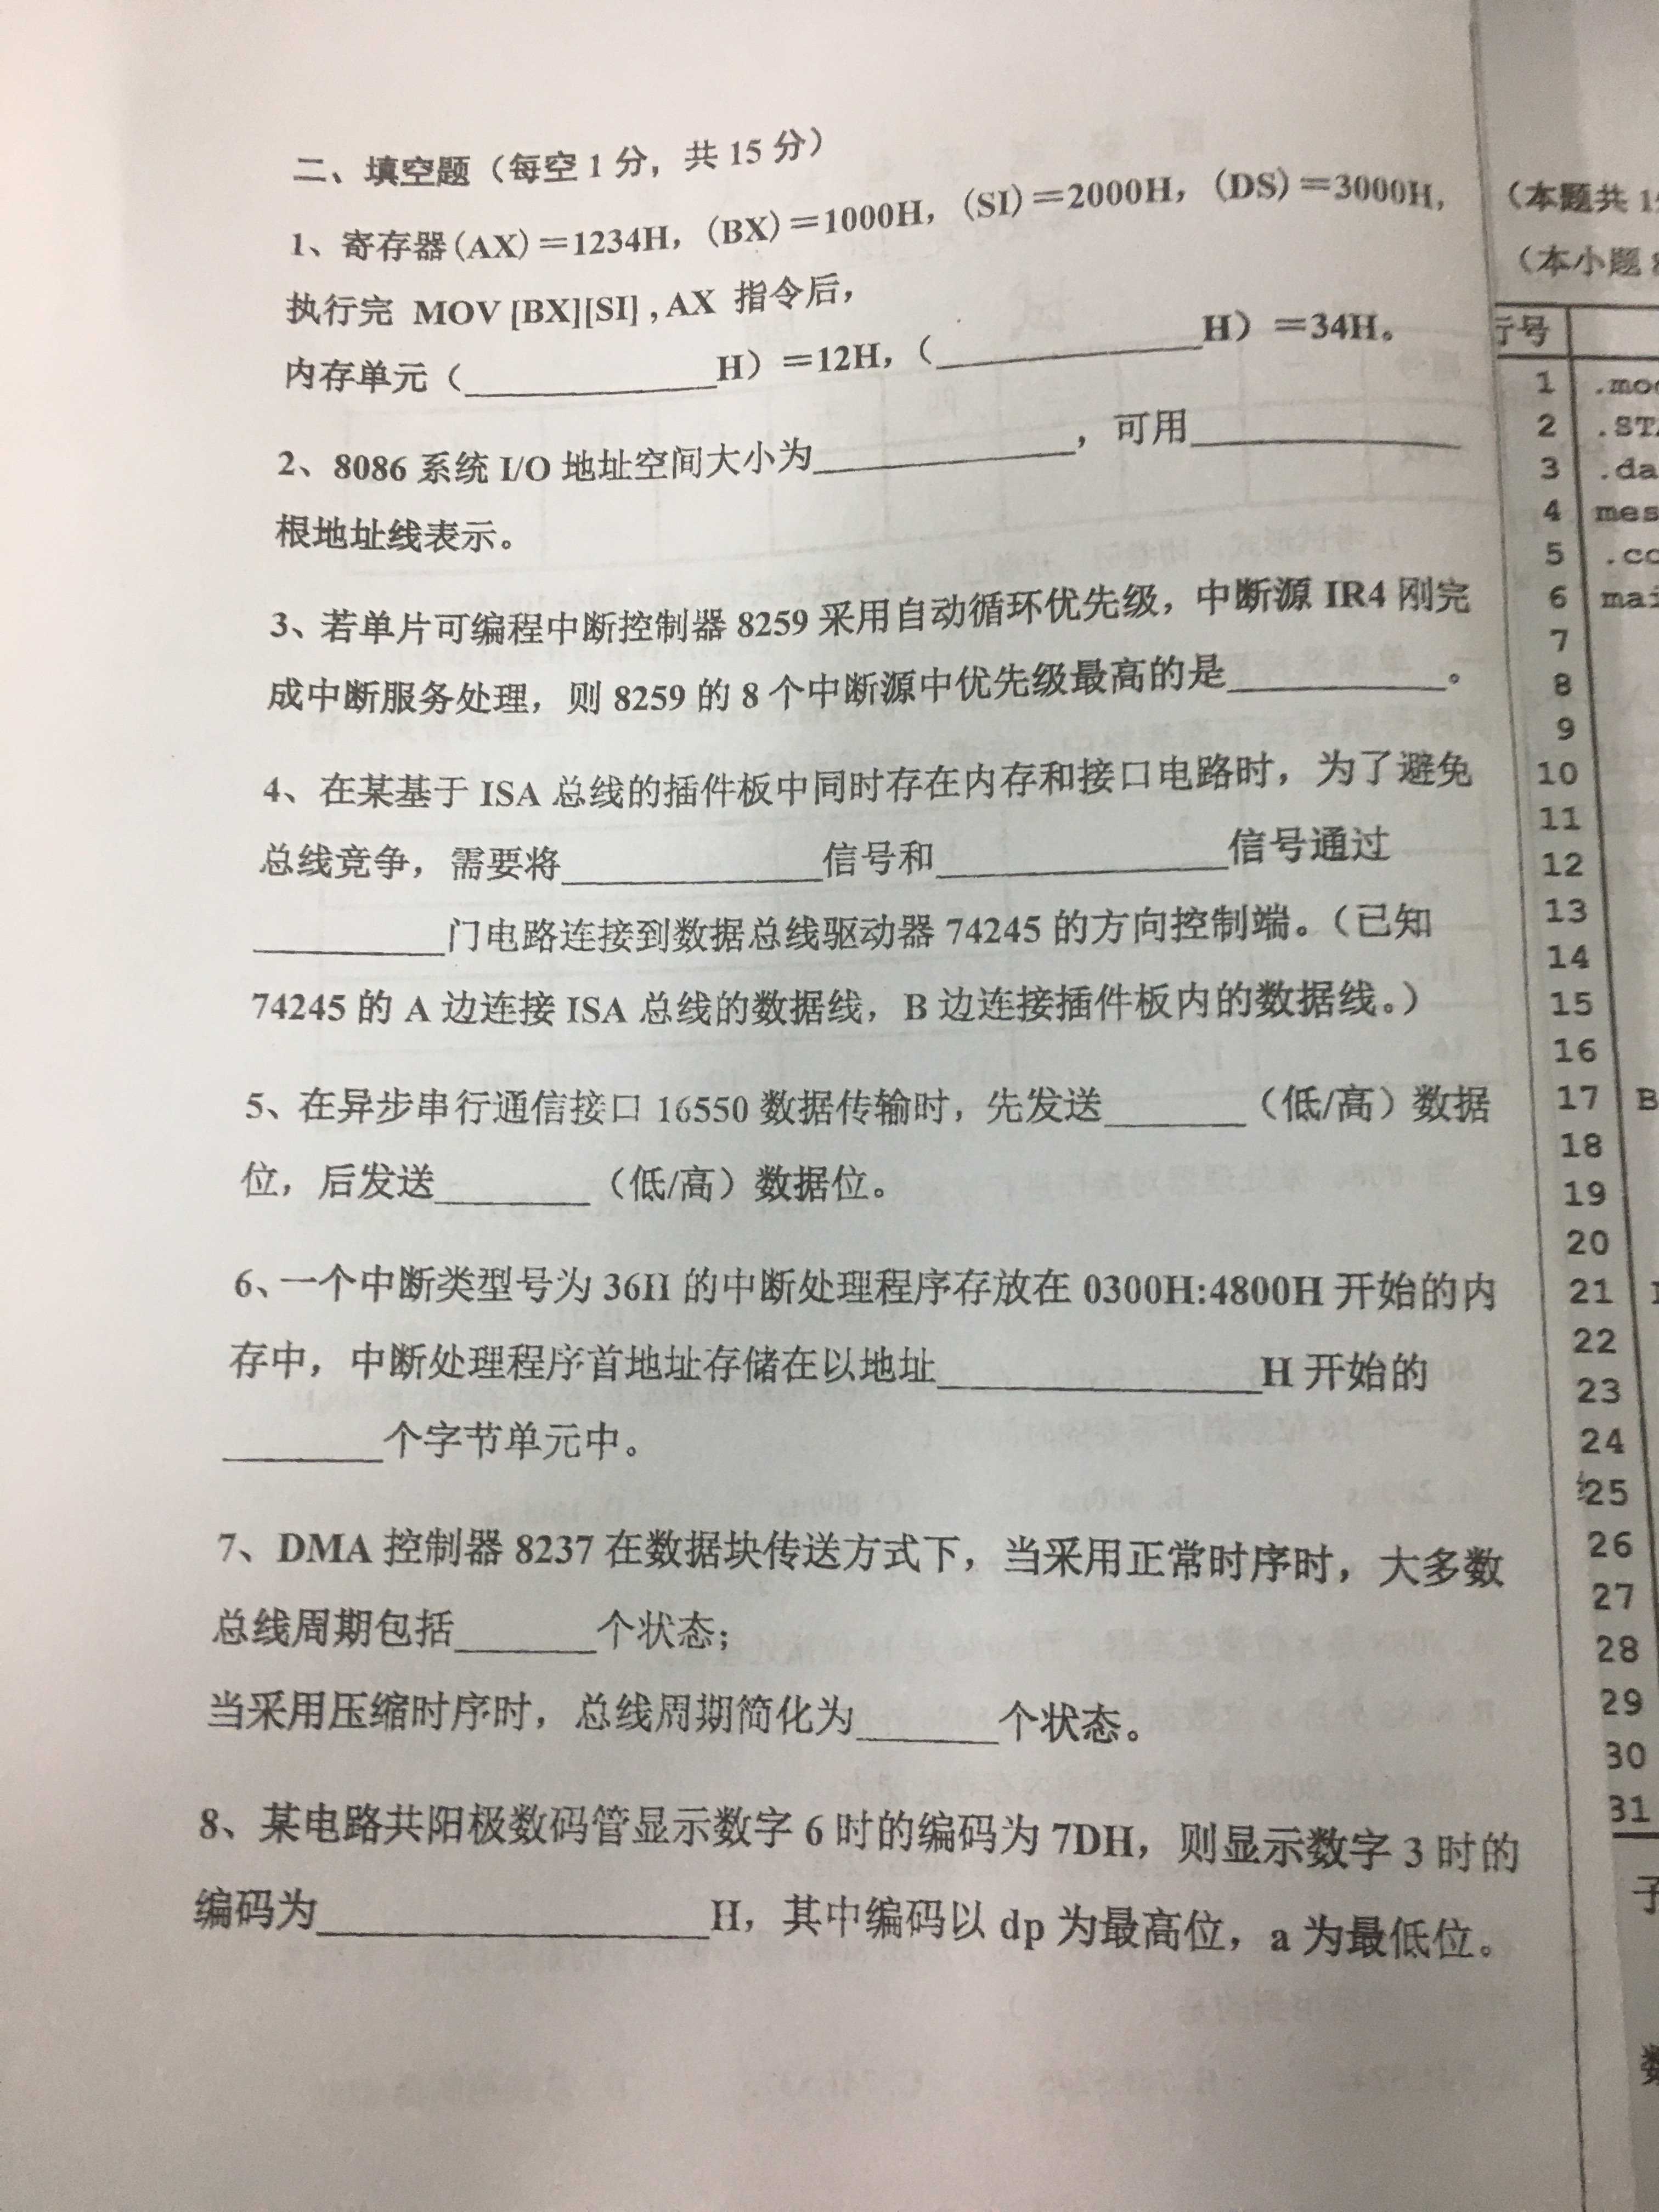 二、填空题（每空 1 分，共 15 分）
1、寄存器(AX)＝1234H，(BX)＝1000H，(SI)＝2000H，(DS)＝3000H，
执行完 MOV [BX][SI] , AX 指令后，
内存单元（____________H）＝12H，（____________H）＝34H。
2、8086 系统 I/O 地址空间大小为____________，可用____________
根地址线表示。
3、若单片可编程中断控制器 8259 采用自动循环优先级，中断源 IR4 刚完
成中断服务处理，则 8259 的 8 个中断源中优先级最高的是__________。
4、在某基于 ISA 总线的插件板中同时存在内存和接口电路时，为了避免
总线竞争，需要将____________信号和____________信号通过
________门电路连接到数据总线驱动器 74245 的方向控制端。（已知
74245 的 A 边连接 ISA 总线的数据线，B 边连接插件板内的数据线。）
5、在异步串行通信接口 16550 数据传输时，先发送______（低/高）数据
位，后发送______（低/高）数据位。
6、一个中断类型号为 36H 的中断处理程序存放在 0300H:4800H 开始的内
存中，中断处理程序首地址存储在以地址______________H 开始的
______个字节单元中。
7、DMA 控制器 8237 在数据块传送方式下，当采用正常时序时，大多数
总线周期包括______个状态；
当采用压缩时序时，总线周期简化为______个状态。
8、某电路共阳极数码管显示数字 6 时的编码为 7DH，则显示数字 3 时的
编码为________________H，其中编码以 dp 为最高位，a 为最低位。
（本题共
（本小题
行号
1 .mo
2 .ST
3 .da
4 mes
5 .co
6 mai
7
8
9
10
11
12
13
14
15
16
17 B
18
19
20
21
22
23
24
25
26
27
28
29
30
31